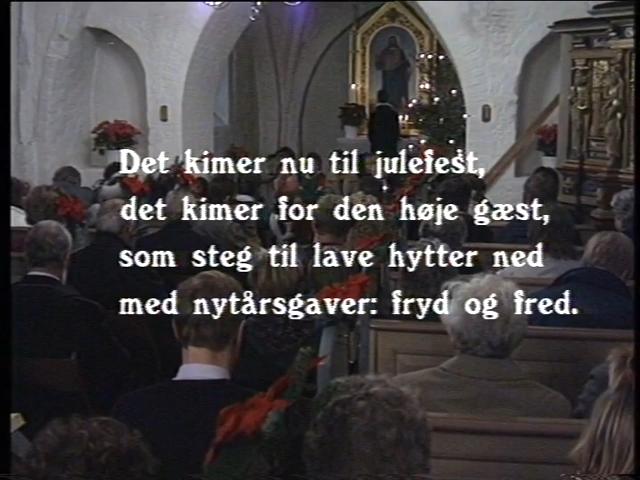 Det kimer nu til julefest,
det kimer for den høje gæst,
som steg til lave hytter ned
med nytårsgaver: fryd og fred.